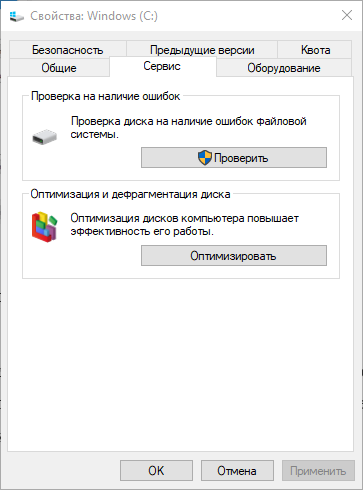 Свойства: Windows (C:)
Безопасность Предыдущие версии Квота
Общие Сервис Оборудование
Проверка на наличие ошибок
Проверка диска на наличие ошибок файловой
системы.
Проверить
Оптимизация и дефрагментация диска
Оптимизация дисков компьютера повышает
эффективность его работы.
Оптимизировать
OK Отмена Применить